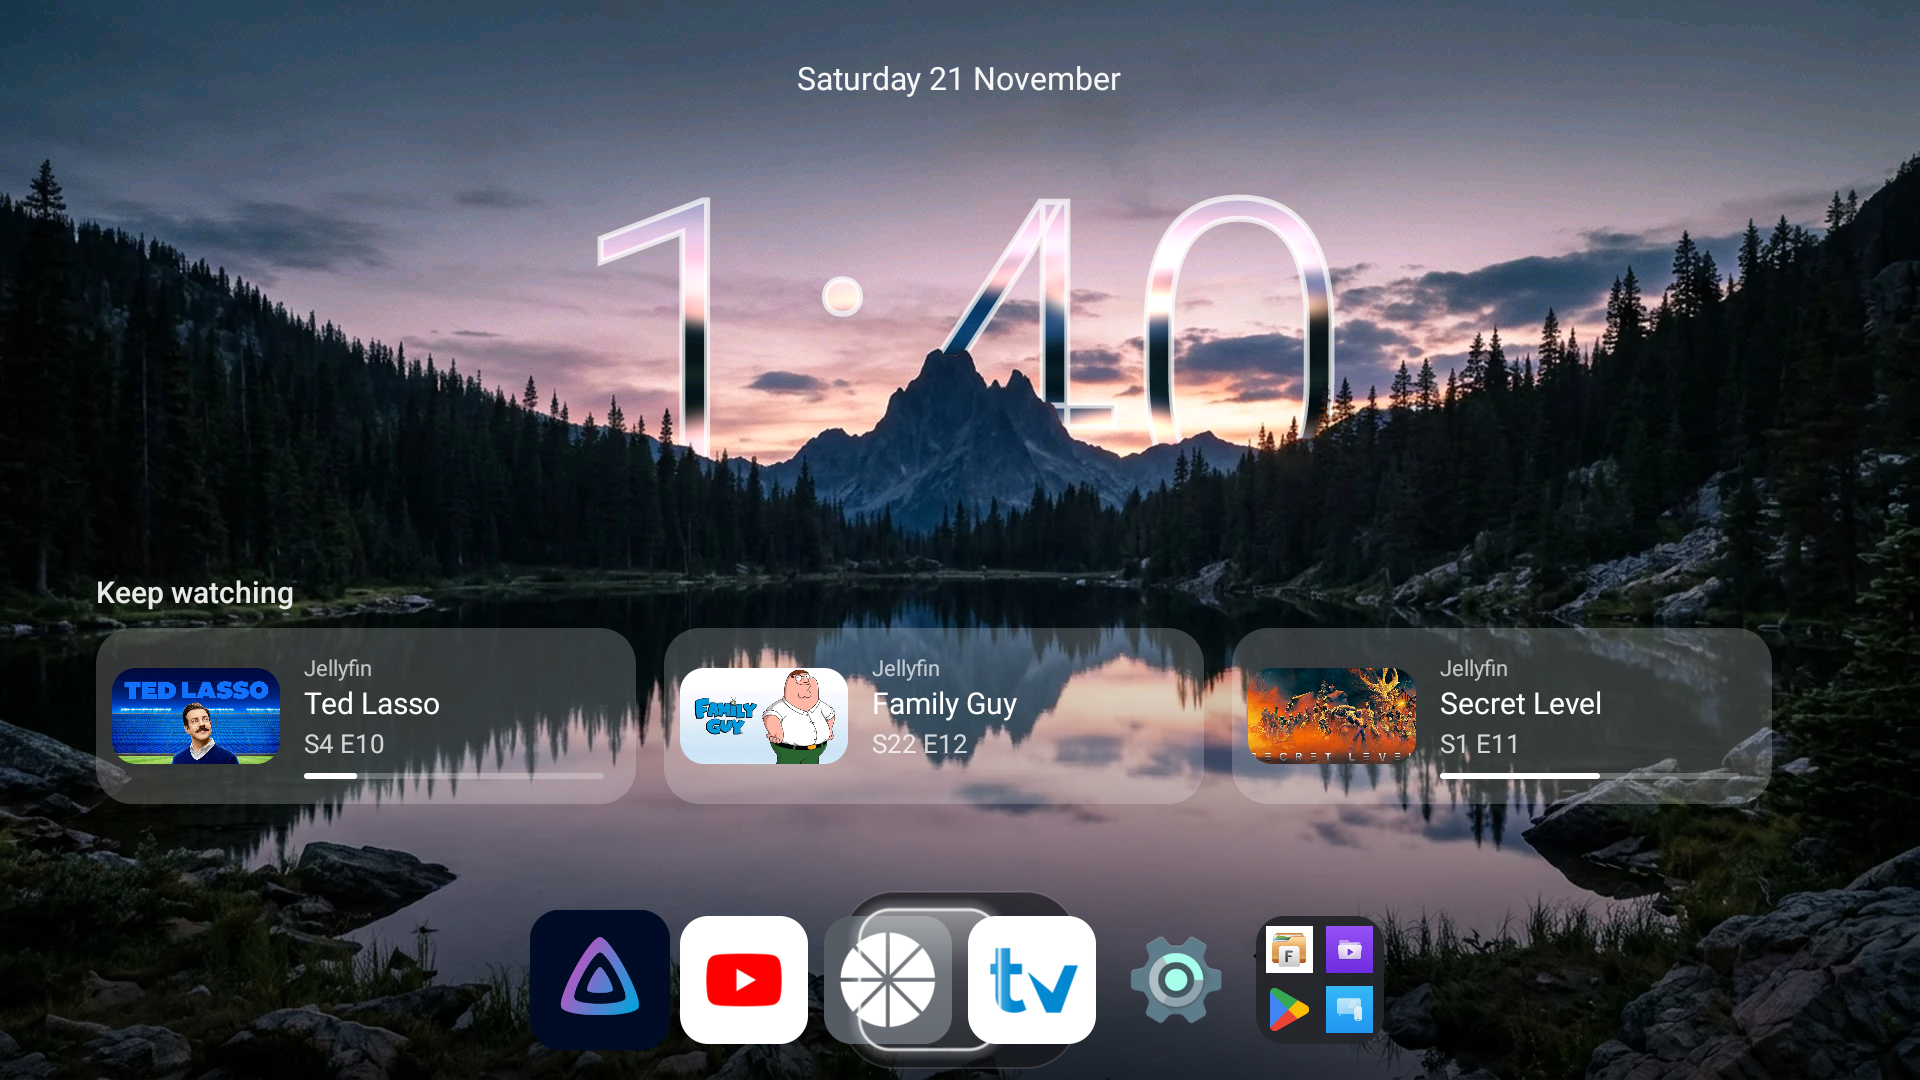 Saturday 21 November
1:40
Keep watching
TED LASSO
Jellyfin
Ted Lasso
S4 E10
FAMILY GUY
Jellyfin
Family Guy
S22 E12
SECRET LEVEL
Jellyfin
Secret Level
S1 E11
tv
F